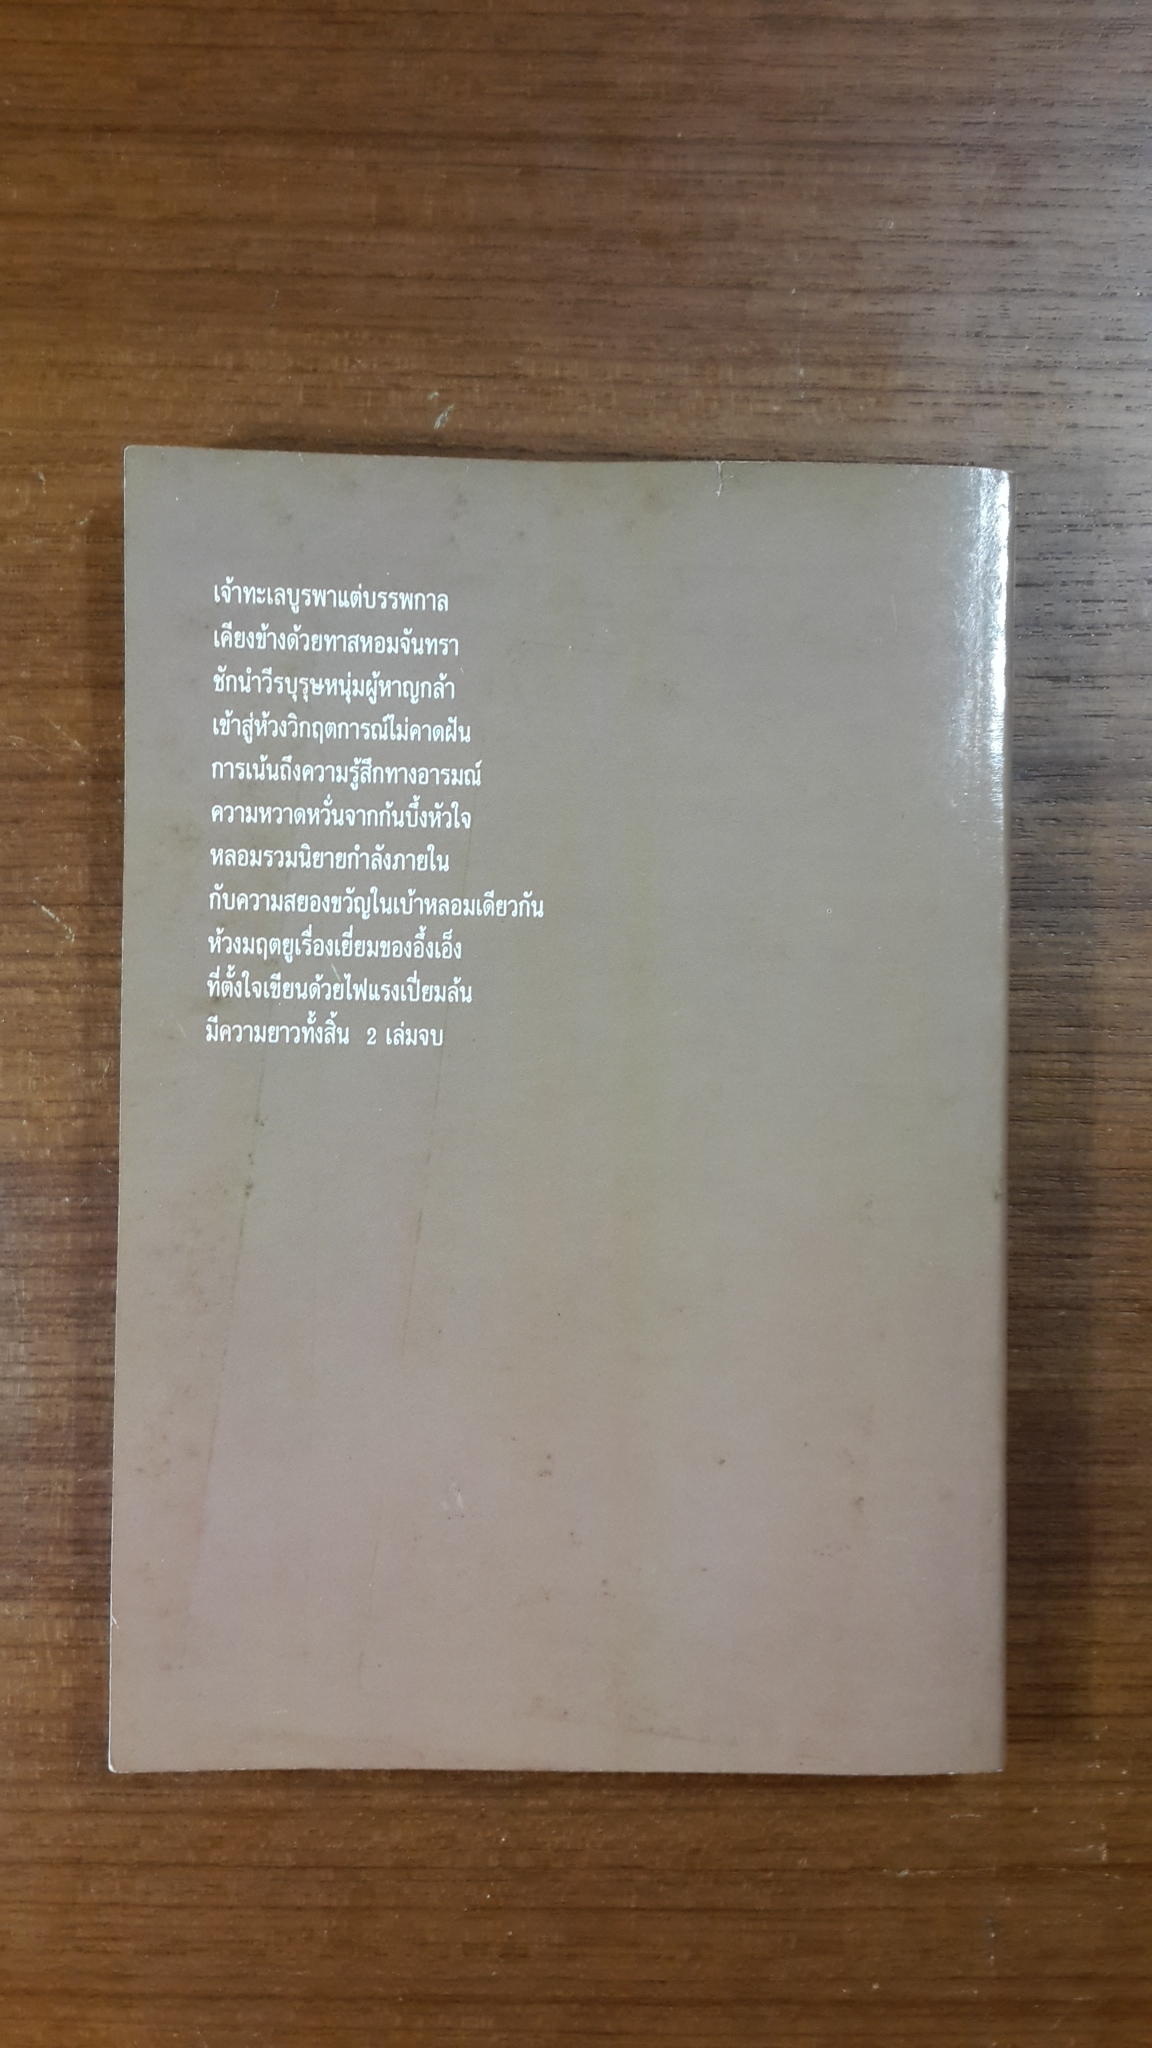 เจ้าทะเลบูรพาแต่บรรพกาล
เคียงข้างด้วยทาสหอมจันทรา
ชักนำวีรบุรุษหนุ่มผู้หาญกล้า
เข้าสู่ห้วงวิกฤตการณ์ไม่คาดฝัน
การเน้นถึงความรู้สึกทางอารมณ์
ความหวาดหวั่นจากก้นบึ้งหัวใจ
หลอมรวมนิยายกำลังภายใน
กับความสยองขวัญในเบ้าหลอมเดียวกัน
ห้วงมฤตยูเรื่องเยี่ยมของอึ้งเอ็ง
ที่ตั้งใจเขียนด้วยไฟแรงเปี่ยมล้น
มีความยาวทั้งสิ้น 2 เล่มจบ